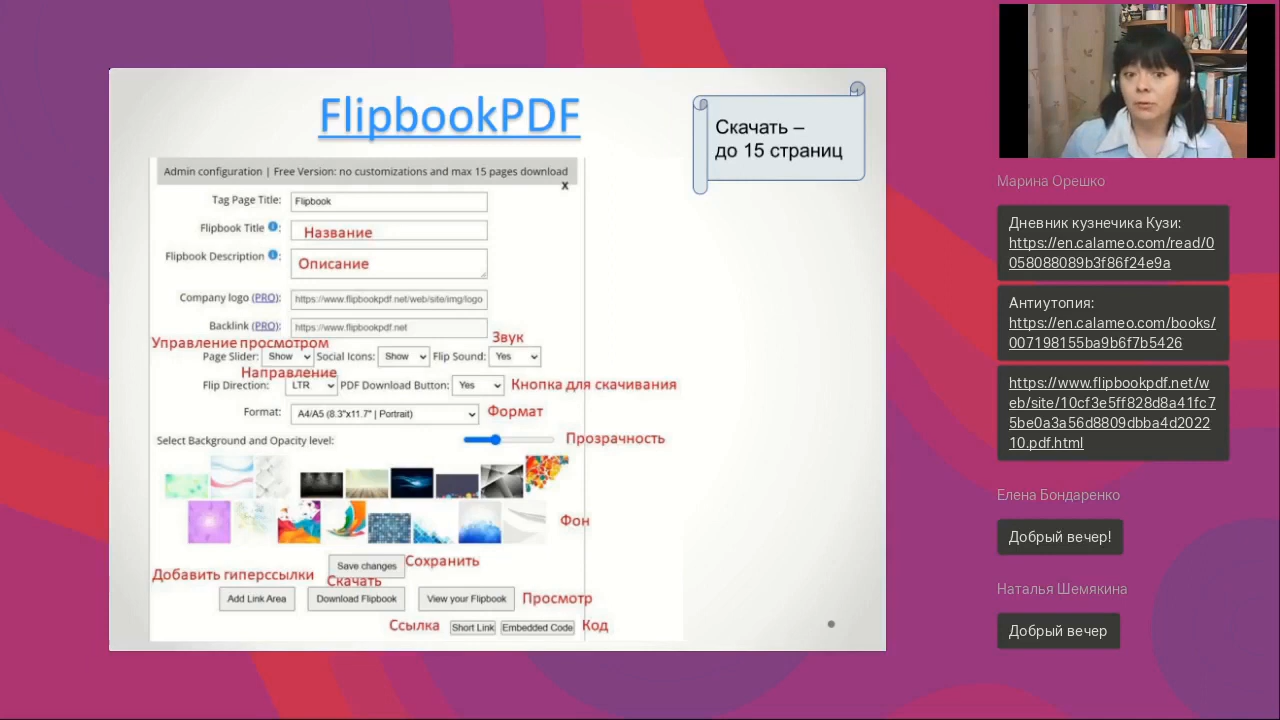 FlipbookPDF
Скачать –
до 15 страниц
Admin configuration | Free Version: no customizations and max 15 pages download
x
Tag Page Title: Flipbook
Flipbook Title : Название
Flipbook Description : Описание
Company logo (PRO): https://www.flipbookpdf.net/web/site/img/logo
Backlink (PRO): https://www.flipbookpdf.net
Управление просмотром Звук
Page Slider: Show Social Icons: Show Flip Sound: Yes
Направление
Flip Direction: LTR PDF Download Button: Yes Кнопка для скачивания
Format: A4/A5 (8.3"x11.7" | Portrait) Формат
Select Background and Opacity level: Прозрачность
Фон
Save changes Сохранить
Добавить гиперссылки Скачать
Add Link Area Download Flipbook View your Flipbook Просмотр
Ссылка Short Link Embedded Code Код
Марина Орешко
Дневник кузнечика Кузи:
https://en.calameo.com/read/0
058088089b3f86f24e9a
Антиутопия:
https://en.calameo.com/books/
007198155ba9b6f7b5426
https://www.flipbookpdf.net/w
eb/site/10cf3e5ff828d8a41fc7
5be0a3a56d8809dbba4d2022
10.pdf.html
Елена Бондаренко
Добрый вечер!
Наталья Шемякина
Добрый вечер